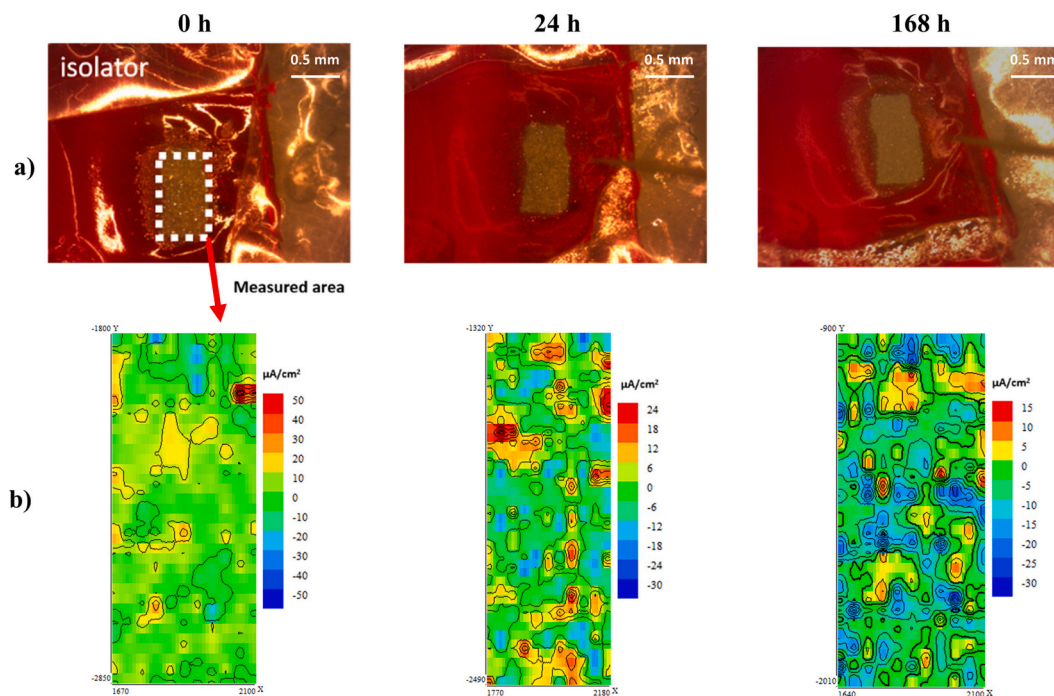 0 h
24 h
168 h
a)
isolator
0.5 mm
0.5 mm
0.5 mm
Measured area
b)
-1800 Y
-2850
1670
2100 X
µA/cm²
50
40
30
20
10
0
-10
-20
-30
-40
-50
-1320 Y
-2490
1770
2180 X
µA/cm²
24
18
12
6
0
-6
-12
-18
-24
-30
-900 Y
-2010
1640
2100 X
µA/cm²
15
10
5
0
-5
-10
-15
-20
-25
-30